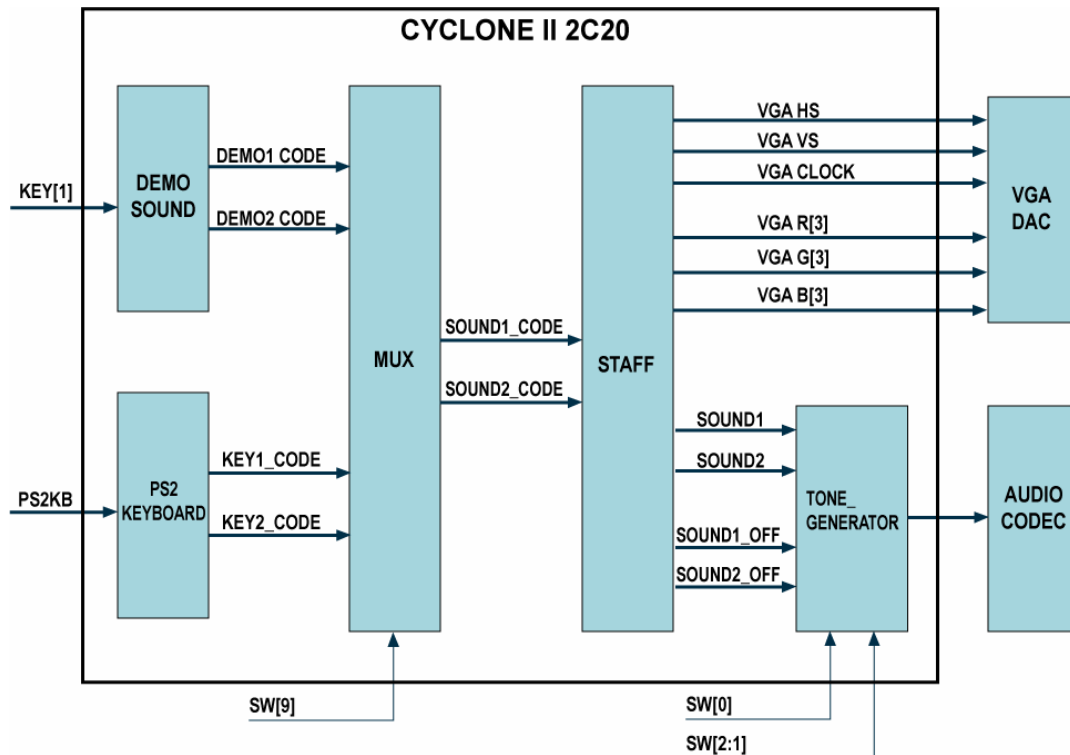 CYCLONE II 2C20
KEY[1]
DEMO
SOUND
DEMO1 CODE
DEMO2 CODE
PS2KB
PS2
KEYBOARD
KEY1_CODE
KEY2_CODE
MUX
SW[9]
SOUND1_CODE
SOUND2_CODE
STAFF
VGA HS
VGA VS
VGA CLOCK
VGA R[3]
VGA G[3]
VGA B[3]
VGA
DAC
SOUND1
SOUND2
SOUND1_OFF
SOUND2_OFF
TONE_
GENERATOR
AUDIO
CODEC
SW[0]
SW[2:1]